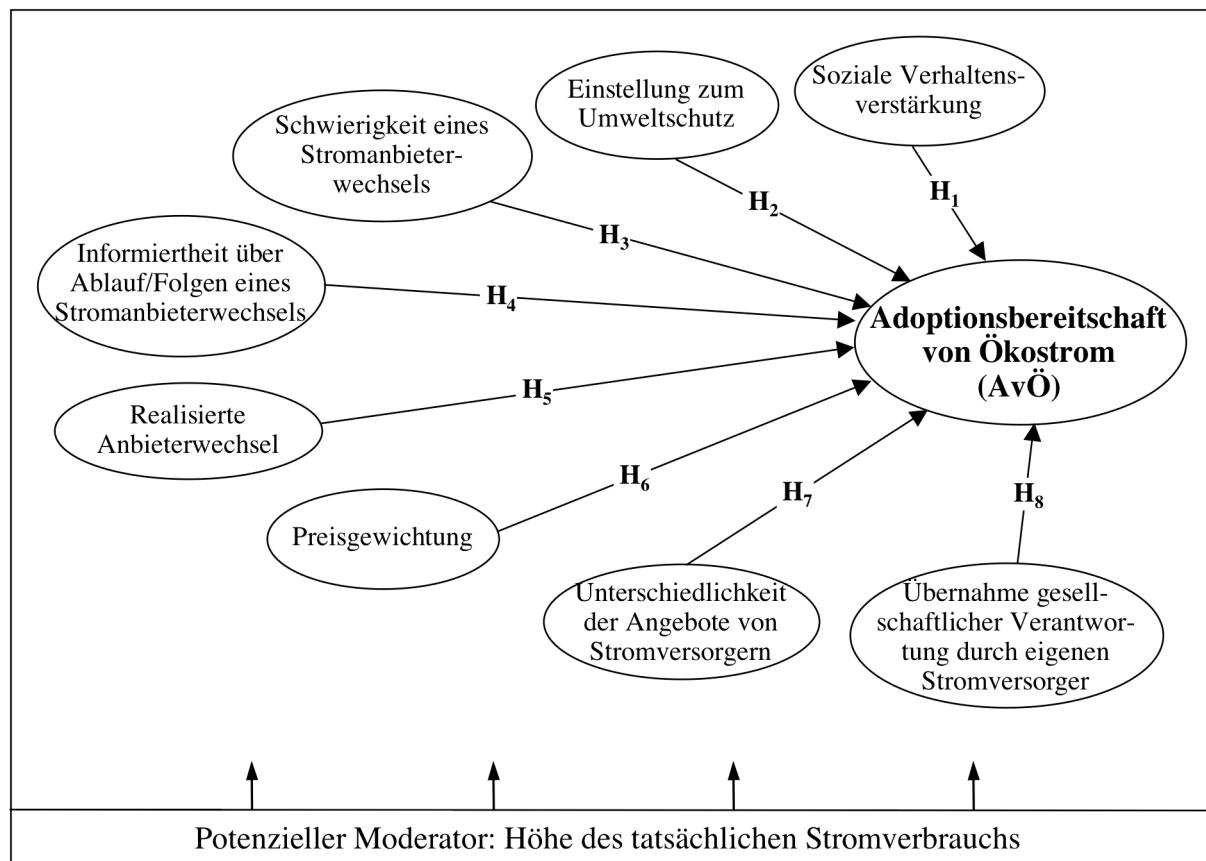 Soziale Verhaltens-
verstärkung
Einstellung zum
Umweltschutz
Schwierigkeit eines
Stromanbieter-
wechsels
H₁
H₂
H₃
Informiertheit über
Ablauf/Folgen eines
Stromanbieterwechsels
H₄
Adoptionsbereitschaft
von Ökostrom
(AvÖ)
H₅
Realisierte
Anbieterwechsel
H₆
H₇
H₈
Preisgewichtung
Unterschiedlichkeit
der Angebote von
Stromversorgern
Übernahme gesell-
schaftlicher Verantwor-
tung durch eigenen
Stromversorger
Potenzieller Moderator: Höhe des tatsächlichen Stromverbrauchs